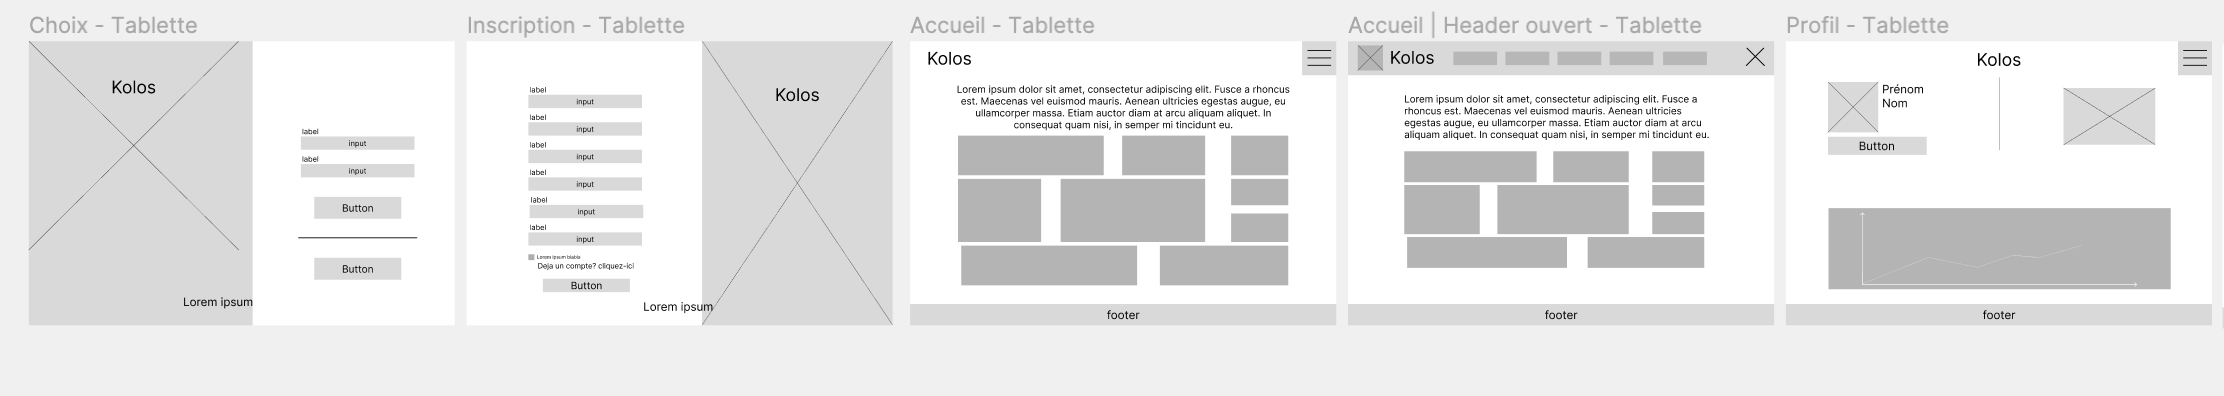 Choix - Tablette
Kolos
label
input
label
input
Button
Button
Lorem ipsum
Inscription - Tablette
label
input
label
input
label
input
label
input
label
input
label
input
Lorem ipsum blabla
Deja un compte? cliquez-ici
Button
Lorem ipsum
Kolos
Accueil - Tablette
Kolos
Lorem ipsum dolor sit amet, consectetur adipiscing elit. Fusce a rhoncus
est. Maecenas vel euismod mauris. Aenean ultricies egestas augue, eu
ullamcorper massa. Etiam auctor diam at arcu aliquam aliquet. In
consequat quam nisi, in semper mi tincidunt eu.
footer
Accueil | Header ouvert - Tablette
Kolos
Lorem ipsum dolor sit amet, consectetur adipiscing elit. Fusce a
rhoncus est. Maecenas vel euismod mauris. Aenean ultricies
egestas augue, eu ullamcorper massa. Etiam auctor diam at arcu
aliquam aliquet. In consequat quam nisi, in semper mi tincidunt eu.
footer
Profil - Tablette
Kolos
Prénom
Nom
Button
footer